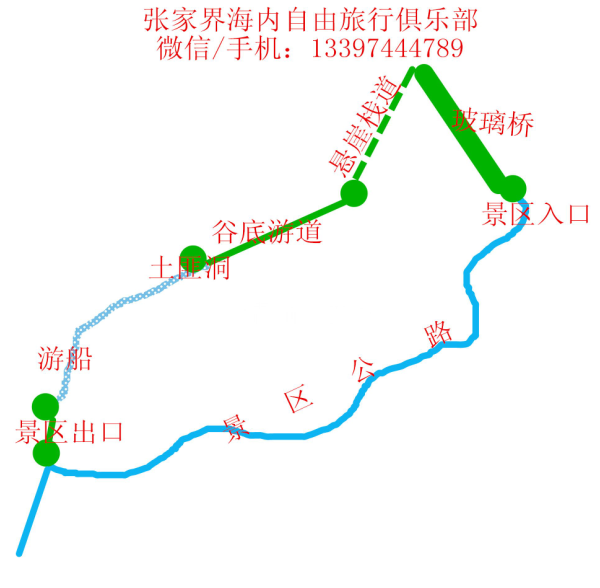 张家界海内自由旅行俱乐部
微信/手机：13397444789
悬崖栈道
玻璃桥
景区入口
谷底游道
土匪洞
游船
景区公路
景区出口